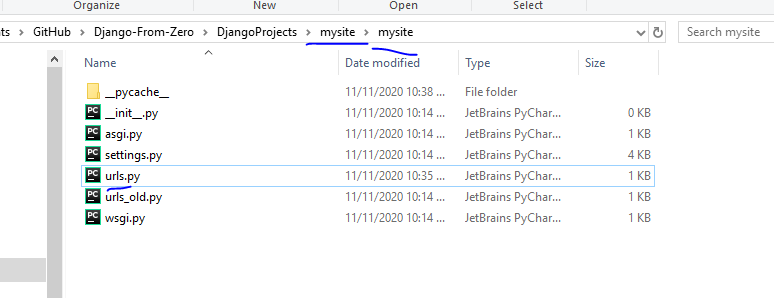 Organize New Open Select
ts > GitHub > Django-From-Zero > DjangoProjects > mysite > mysite Search mysite
Name Date modified Type Size
__pycache__ 11/11/2020 10:38 ... File folder
__init__.py 11/11/2020 10:14 ... JetBrains PyChar... 0 KB
asgi.py 11/11/2020 10:14 ... JetBrains PyChar... 1 KB
settings.py 11/11/2020 10:14 ... JetBrains PyChar... 4 KB
urls.py 11/11/2020 10:35 ... JetBrains PyChar... 1 KB
urls_old.py 11/11/2020 10:14 ... JetBrains PyChar... 1 KB
wsgi.py 11/11/2020 10:14 ... JetBrains PyChar... 1 KB